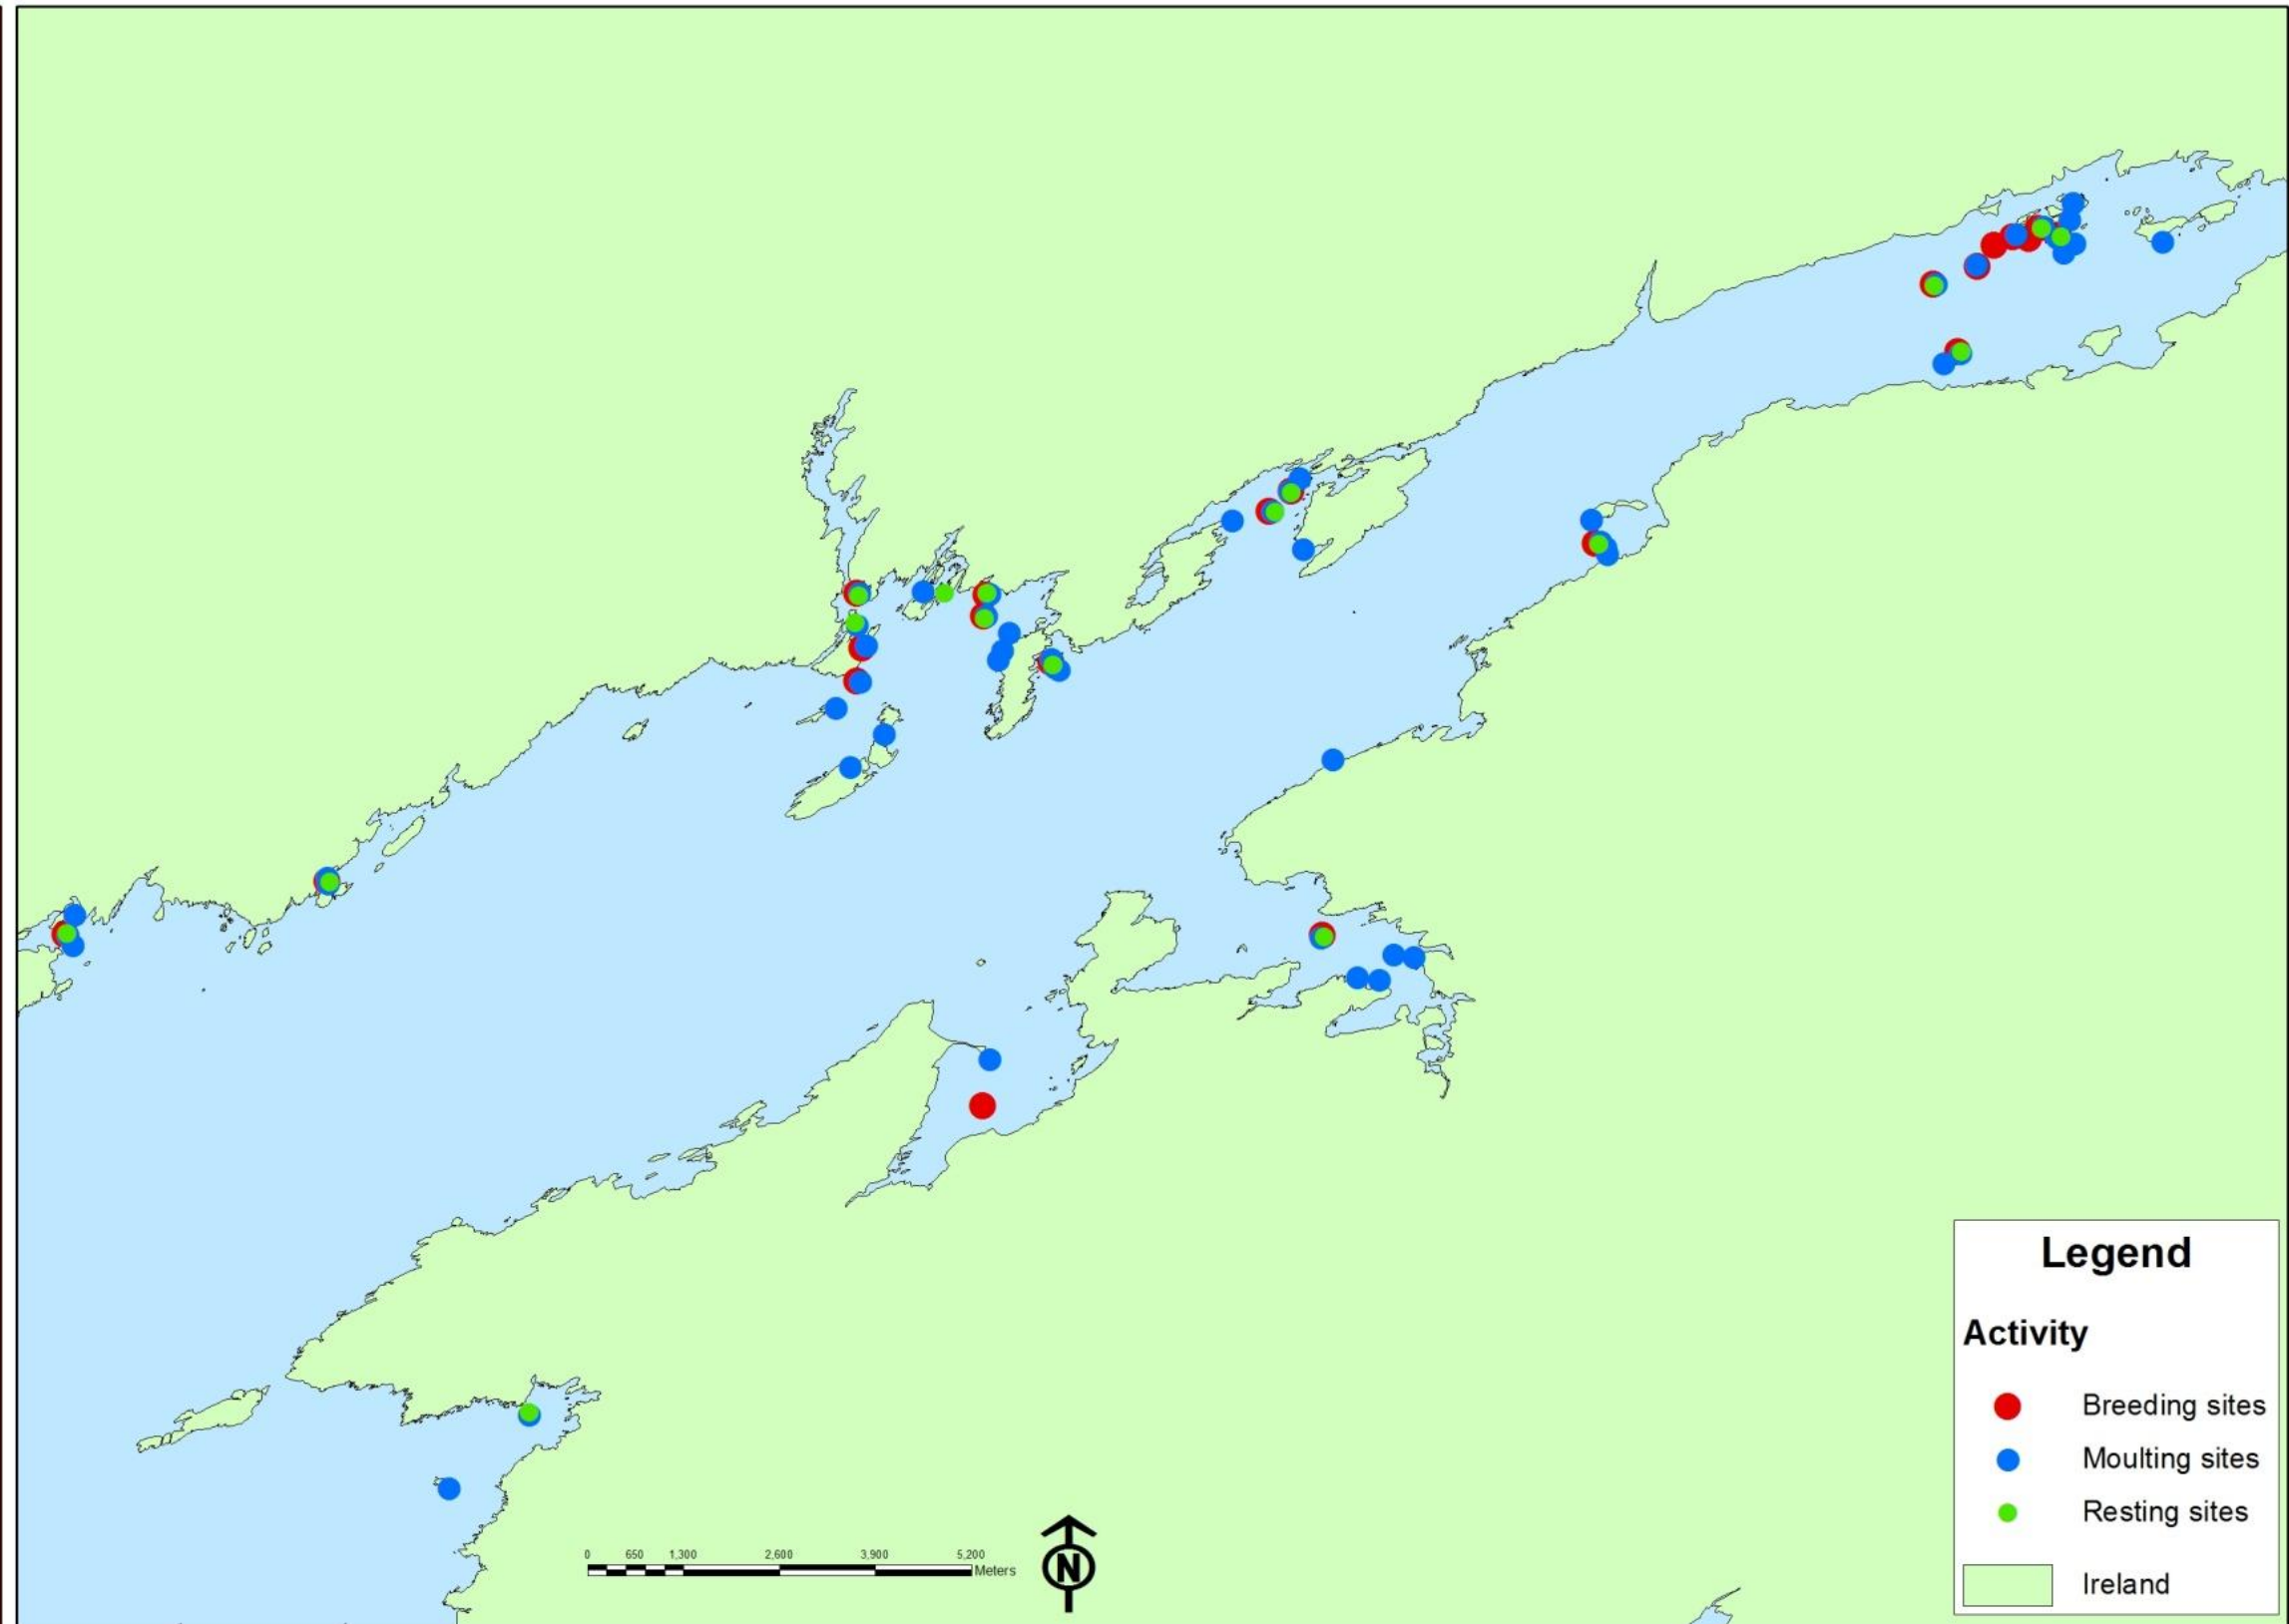 Legend
Activity
Breeding sites
Moulting sites
Resting sites
Ireland
0 650 1,300 2,600 3,900 5,200
Meters
N